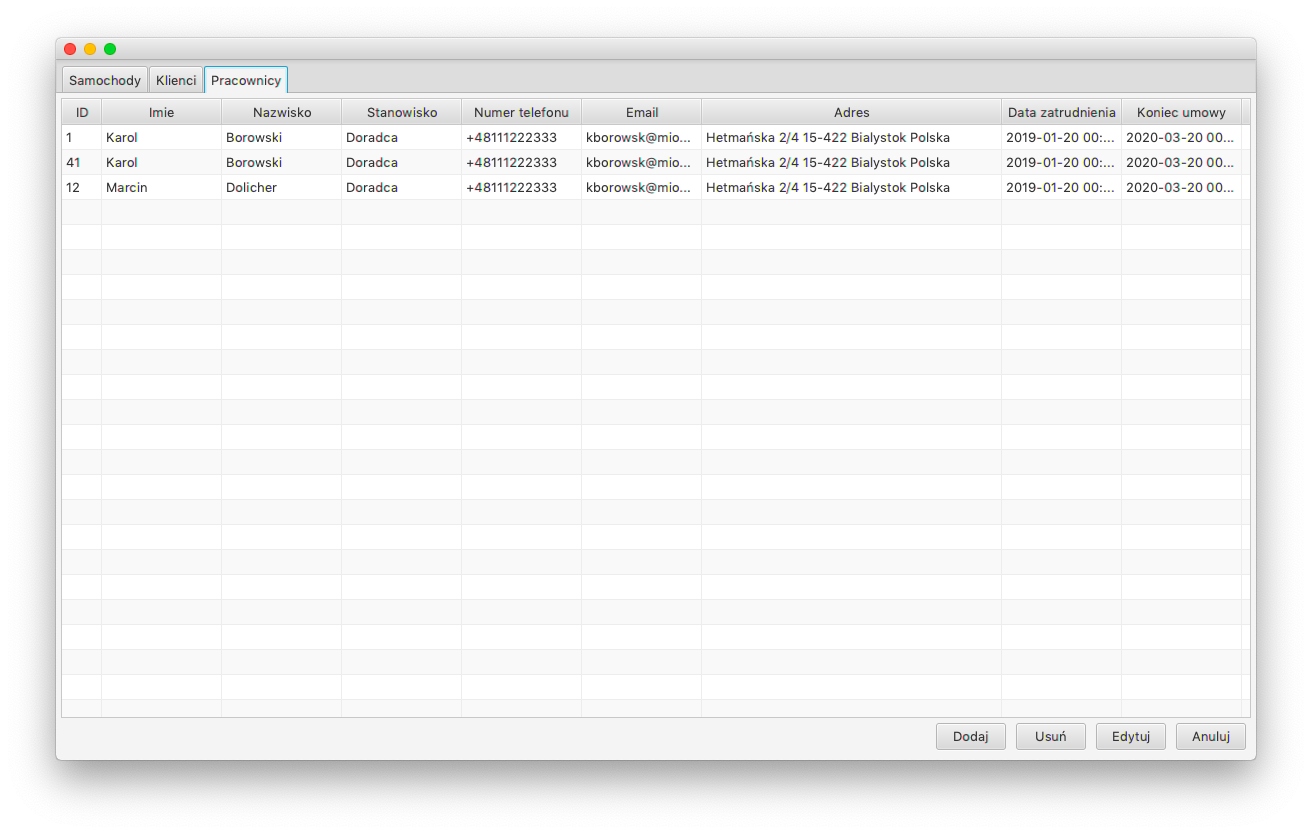 Samochody Klienci Pracownicy
ID Imie Nazwisko Stanowisko Numer telefonu Email Adres Data zatrudnienia Koniec umowy
1 Karol Borowski Doradca +48111222333 kborowsk@mio... Hetmańska 2/4 15-422 Bialystok Polska 2019-01-20 00:... 2020-03-20 00...
41 Karol Borowski Doradca +48111222333 kborowsk@mio... Hetmańska 2/4 15-422 Bialystok Polska 2019-01-20 00:... 2020-03-20 00...
12 Marcin Dolicher Doradca +48111222333 kborowsk@mio... Hetmańska 2/4 15-422 Bialystok Polska 2019-01-20 00:... 2020-03-20 00...
Dodaj Usuń Edytuj Anuluj